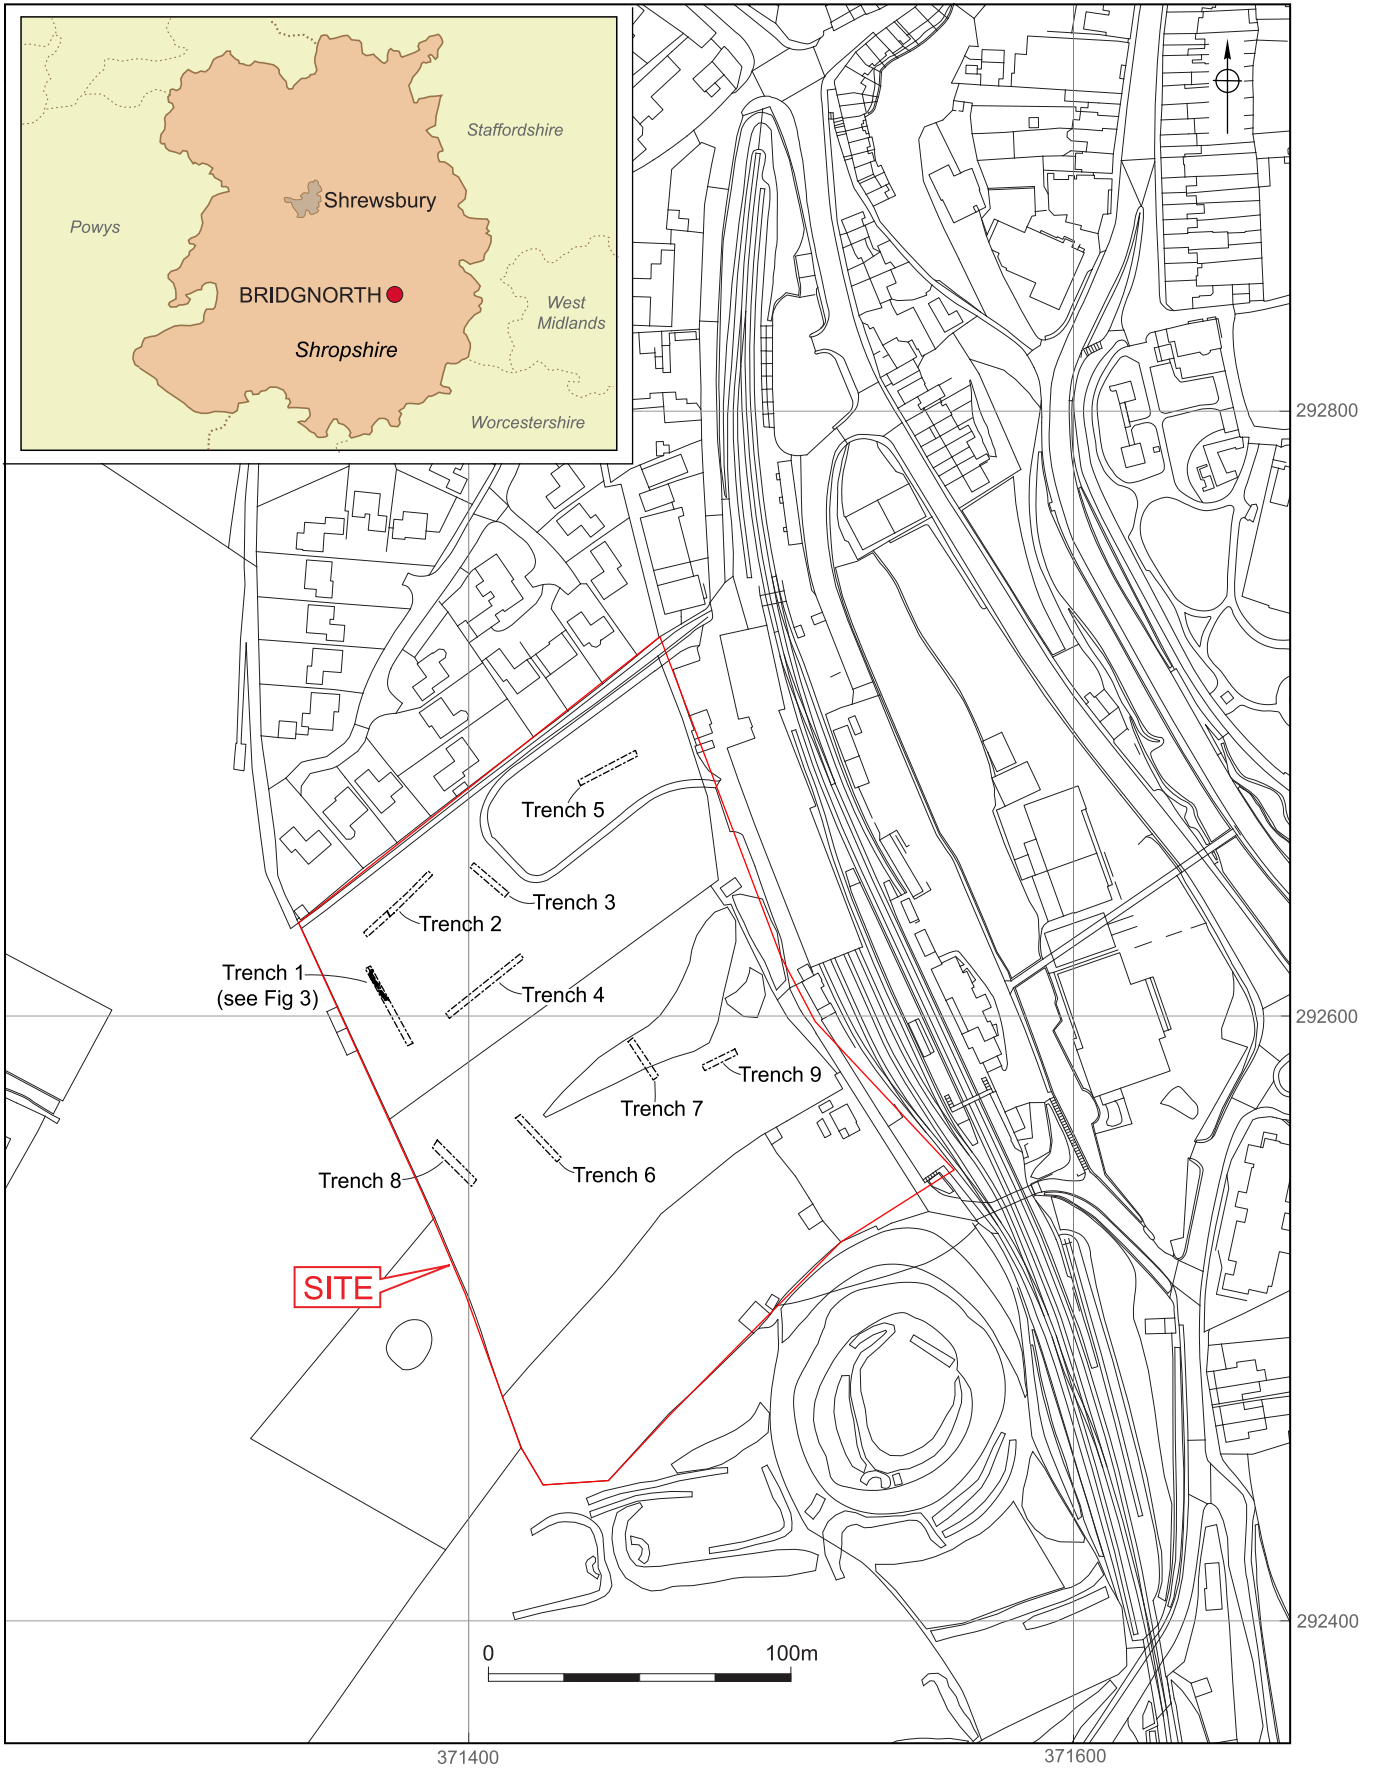 Staffordshire
Shrewsbury
Powys
BRIDGNORTH
West
Midlands
Shropshire
Worcestershire
292800
Trench 5
Trench 3
Trench 2
Trench 1
(see Fig 3)
Trench 4
292600
Trench 9
Trench 7
Trench 6
Trench 8
SITE
292400
0 100m
371400
371600